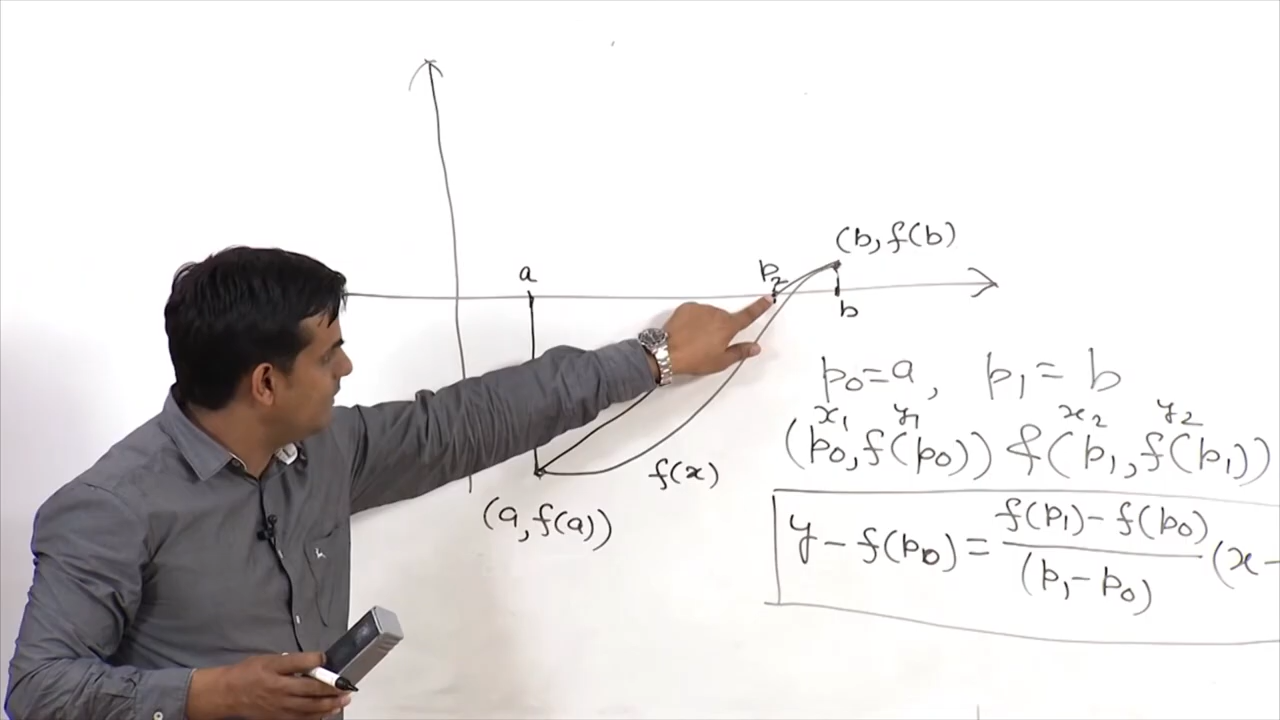 (b, f(b))
a
p₂
b
p₀ = a, p₁ = b
x₁ y₁ x₂ y₂
(p₀, f(p₀)) & (p₁, f(p₁))
f(x)
(a, f(a))
y - f(p₀) = f(p₁) - f(p₀) / (p₁ - p₀) (x -